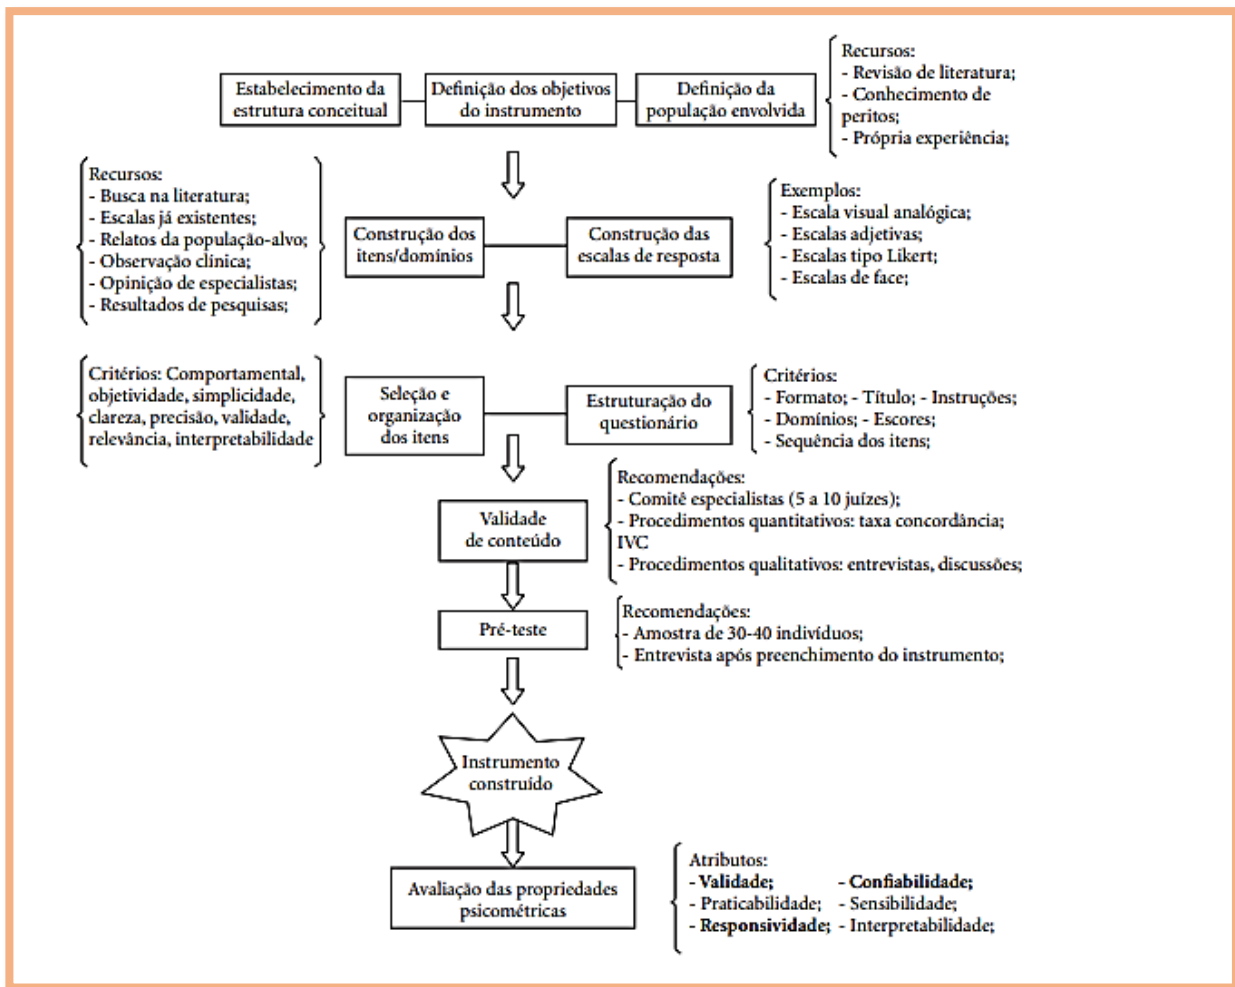 Estabelecimento da
estrutura conceitual
Definição dos objetivos
do instrumento
Definição da
população envolvida
Recursos:
- Revisão de literatura;
- Conhecimento de
peritos;
- Própria experiência;
Recursos:
- Busca na literatura;
- Escalas já existentes;
- Relatos da população-alvo;
- Observação clínica;
- Opinição de especialistas;
- Resultados de pesquisas;
Construção dos
itens/domínios
Construção das
escalas de resposta
Exemplos:
- Escala visual analógica;
- Escalas adjetivas;
- Escalas tipo Likert;
- Escalas de face;
Critérios: Comportamental,
objetividade, simplicidade,
clareza, precisão, validade,
relevância, interpretabilidade
Seleção e
organização
dos itens
Estruturação do
questionário
Critérios:
- Formato; - Título; - Instruções;
- Domínios; - Escores;
- Sequência dos itens;
Validade
de conteúdo
Recomendações:
- Comitê especialistas (5 a 10 juízes);
- Procedimentos quantitativos: taxa concordância;
IVC
- Procedimentos qualitativos: entrevistas, discussões;
Pré-teste
Recomendações:
- Amostra de 30-40 indivíduos;
- Entrevista após preenchimento do instrumento;
Instrumento
construído
Avaliação das propriedades
psicométricas
Atributos:
- Validade; - Confiabilidade;
- Praticabilidade; - Sensibilidade;
- Responsividade; - Interpretabilidade;